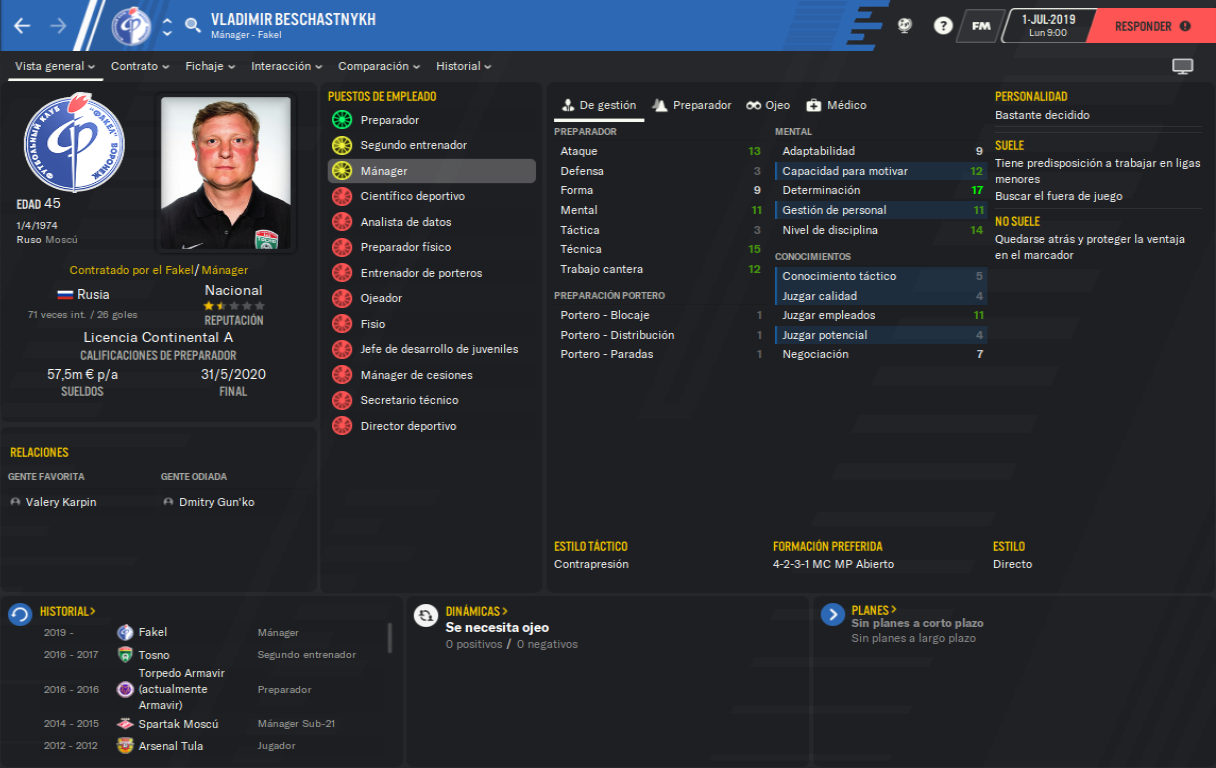 VLADIMIR BESCHASTNYKH
Mánager - Fakel
FM
1-JUL-2019
Lun 9:00
RESPONDER
Vista general
Contrato
Fichaje
Interacción
Comparación
Historial
ФУТБОЛЬНЫЙ КЛУБ "ФАКЕЛ" ВОРОНЕЖ
EDAD 45
1/4/1974
Ruso Moscú
Contratado por el Fakel/ Mánager
Rusia
71 veces int. / 26 goles
Nacional
REPUTACIÓN
Licencia Continental A
CALIFICACIONES DE PREPARADOR
57,5m € p/a
SUELDOS
31/5/2020
FINAL
RELACIONES
GENTE FAVORITA
Valery Karpin
GENTE ODIADA
Dmitry Gun'ko
PUESTOS DE EMPLEADO
Preparador
Segundo entrenador
Mánager
Científico deportivo
Analista de datos
Preparador físico
Entrenador de porteros
Ojeador
Fisio
Jefe de desarrollo de juveniles
Mánager de cesiones
Secretario técnico
Director deportivo
De gestión
Preparador
Ojeo
Médico
PREPARADOR
Ataque 13
Defensa 3
Forma 9
Mental 11
Táctica 3
Técnica 15
Trabajo cantera 12
PREPARACIÓN PORTERO
Portero - Blocaje 1
Portero - Distribución 1
Portero - Paradas 1
MENTAL
Adaptabilidad 9
Capacidad para motivar 12
Determinación 17
Gestión de personal 11
Nivel de disciplina 14
CONOCIMIENTOS
Conocimiento táctico 5
Juzgar calidad 4
Juzgar empleados 11
Juzgar potencial 4
Negociación 7
PERSONALIDAD
Bastante decidido
SUELE
Tiene predisposición a trabajar en ligas
menores
Buscar el fuera de juego
NO SUELE
Quedarse atrás y proteger la ventaja
en el marcador
ESTILO TÁCTICO
Contrapresión
FORMACIÓN PREFERIDA
4-2-3-1 MC MP Abierto
ESTILO
Directo
HISTORIAL>
2019 - Fakel Mánager
2016 - 2017 Tosno Segundo entrenador
2016 - 2016 Torpedo Armavir
(actualmente
Armavir) Preparador
2014 - 2015 Spartak Moscú Mánager Sub-21
2012 - 2012 Arsenal Tula Jugador
DINÁMICAS>
Se necesita ojeo
0 positivos / 0 negativos
PLANES>
Sin planes a corto plazo
Sin planes a largo plazo